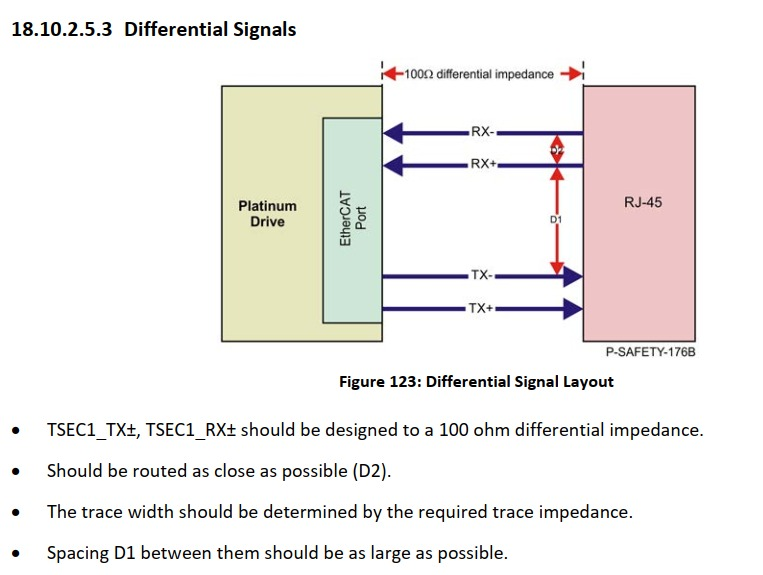 18.10.2.5.3 Differential Signals
100Ω differential impedance
RX-
D2
RX+
Platinum
Drive
EtherCAT
Port
D1
RJ-45
TX-
TX+
P-SAFETY-176B
Figure 123: Differential Signal Layout
• TSEC1_TX±, TSEC1_RX± should be designed to a 100 ohm differential impedance.
• Should be routed as close as possible (D2).
• The trace width should be determined by the required trace impedance.
• Spacing D1 between them should be as large as possible.